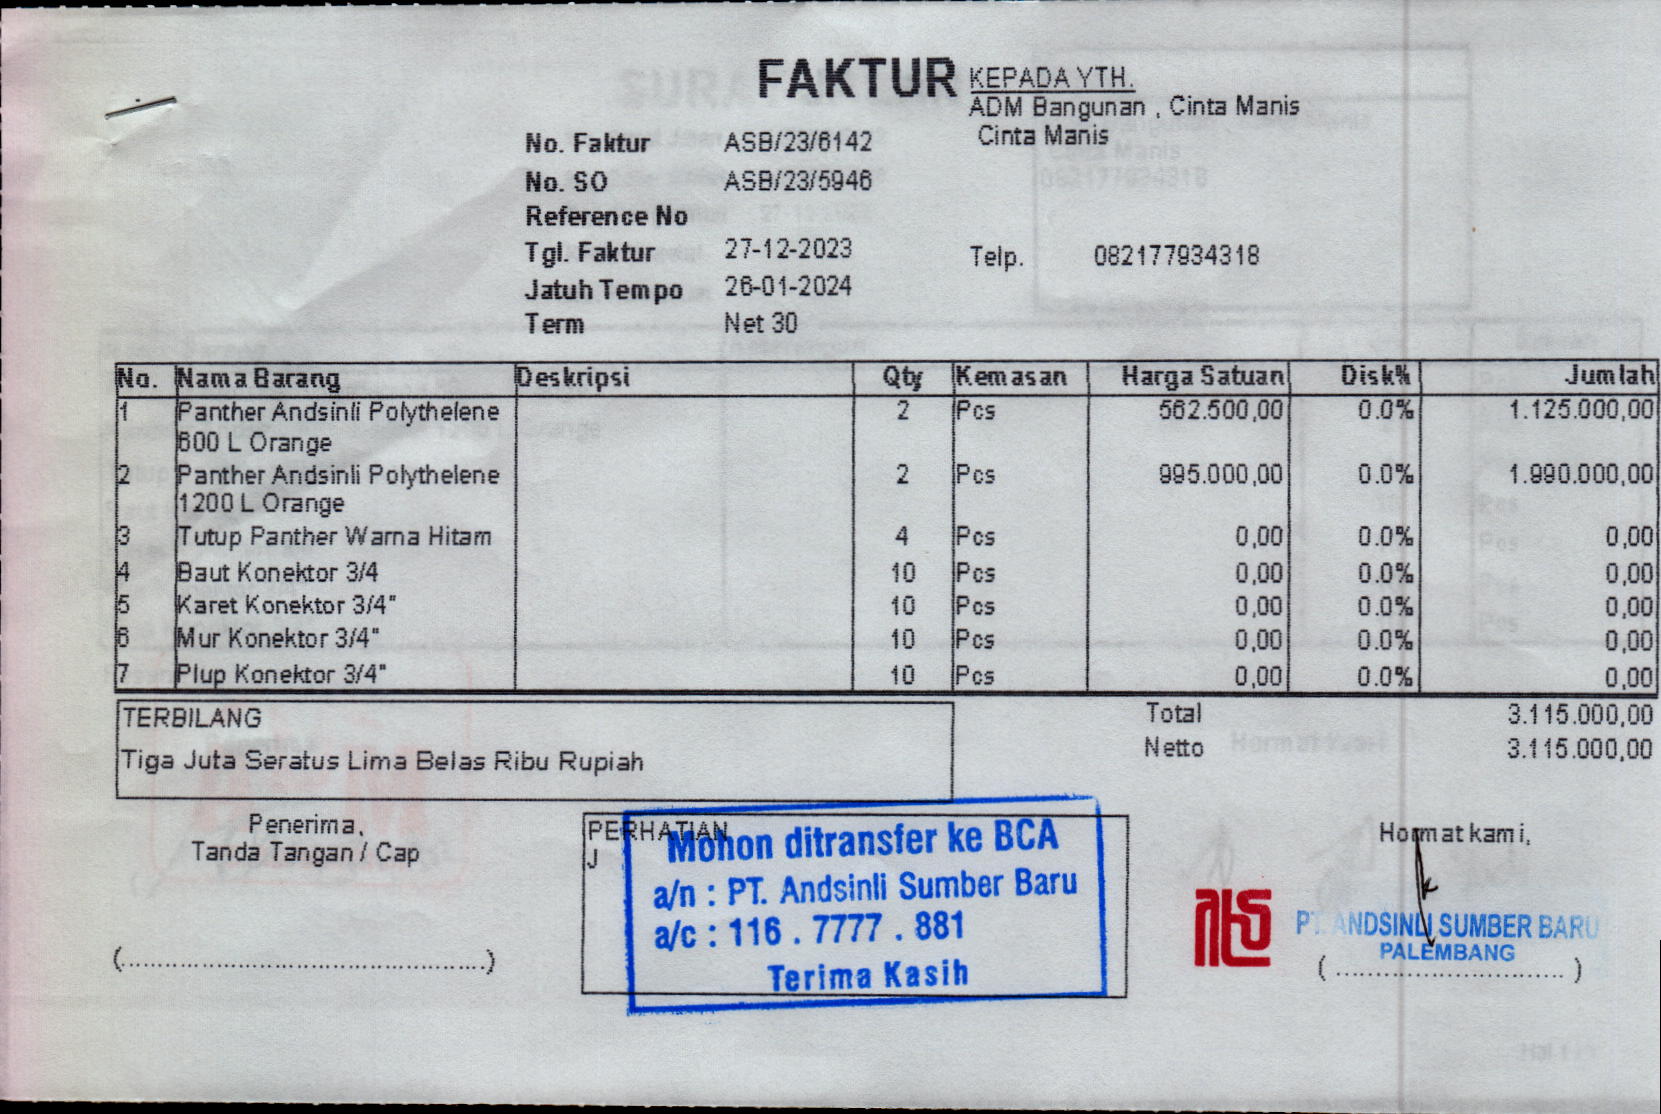 FAKTUR
KEPADA YTH.
ADM Bangunan , Cinta Manis
Cinta Manis
No. Faktur ASB/23/6142
No. SO ASB/23/5946
Reference No
Tgl. Faktur 27-12-2023
Telp. 082177934318
Jatuh Tempo 26-01-2024
Term Net 30
No. Nama Barang Deskripsi Qty Kemasan Harga Satuan Disk% Jumlah
1 Panther Andsinli Polythelene 2 Pcs 562.500,00 0.0% 1.125.000,00
600 L Orange
2 Panther Andsinli Polythelene 2 Pcs 995.000,00 0.0% 1.990.000,00
1200 L Orange
3 Tutup Panther Warna Hitam 4 Pcs 0,00 0.0% 0,00
4 Baut Konektor 3/4 10 Pcs 0,00 0.0% 0,00
5 Karet Konektor 3/4" 10 Pcs 0,00 0.0% 0,00
6 Mur Konektor 3/4" 10 Pcs 0,00 0.0% 0,00
7 Plup Konektor 3/4" 10 Pcs 0,00 0.0% 0,00
TERBILANG
Tiga Juta Seratus Lima Belas Ribu Rupiah
Total 3.115.000,00
Netto 3.115.000,00
Penerima,
Tanda Tangan / Cap
(................................................)
PERHATIAN
J
Mohon ditransfer ke BCA
a/n : PT. Andsinli Sumber Baru
a/c : 116 . 7777 . 881
Terima Kasih
Hormat kami,
PT. ANDSINLI SUMBER BARU
PALEMBANG
( .............................. )